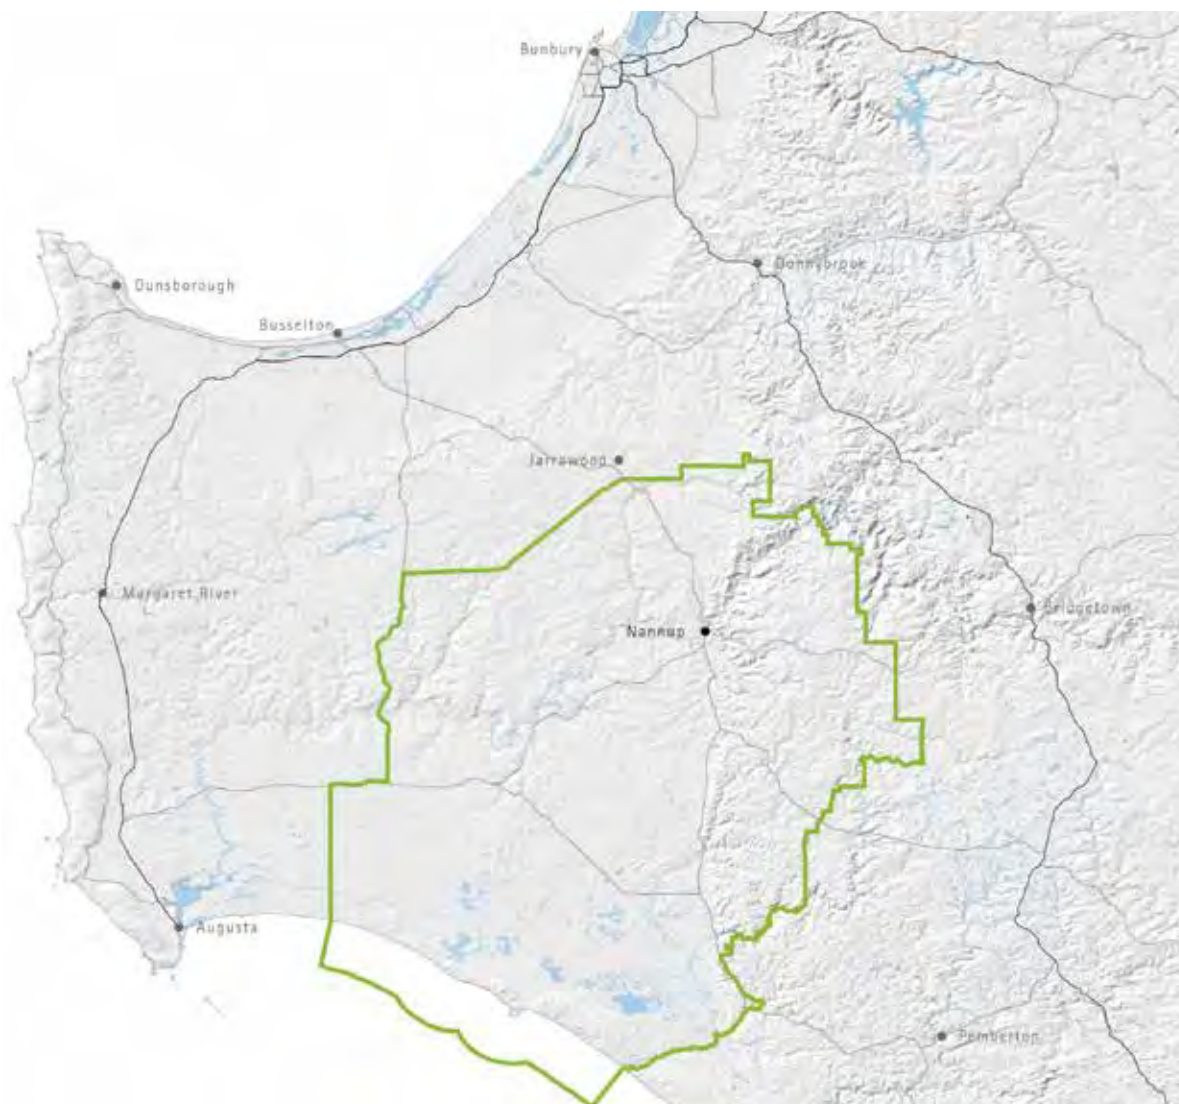 Bunbury
Donnybrook
Dunsborough
Busselton
Jarrawood
Margaret River
Bridgetown
Nannup
Augusta
Pemberton